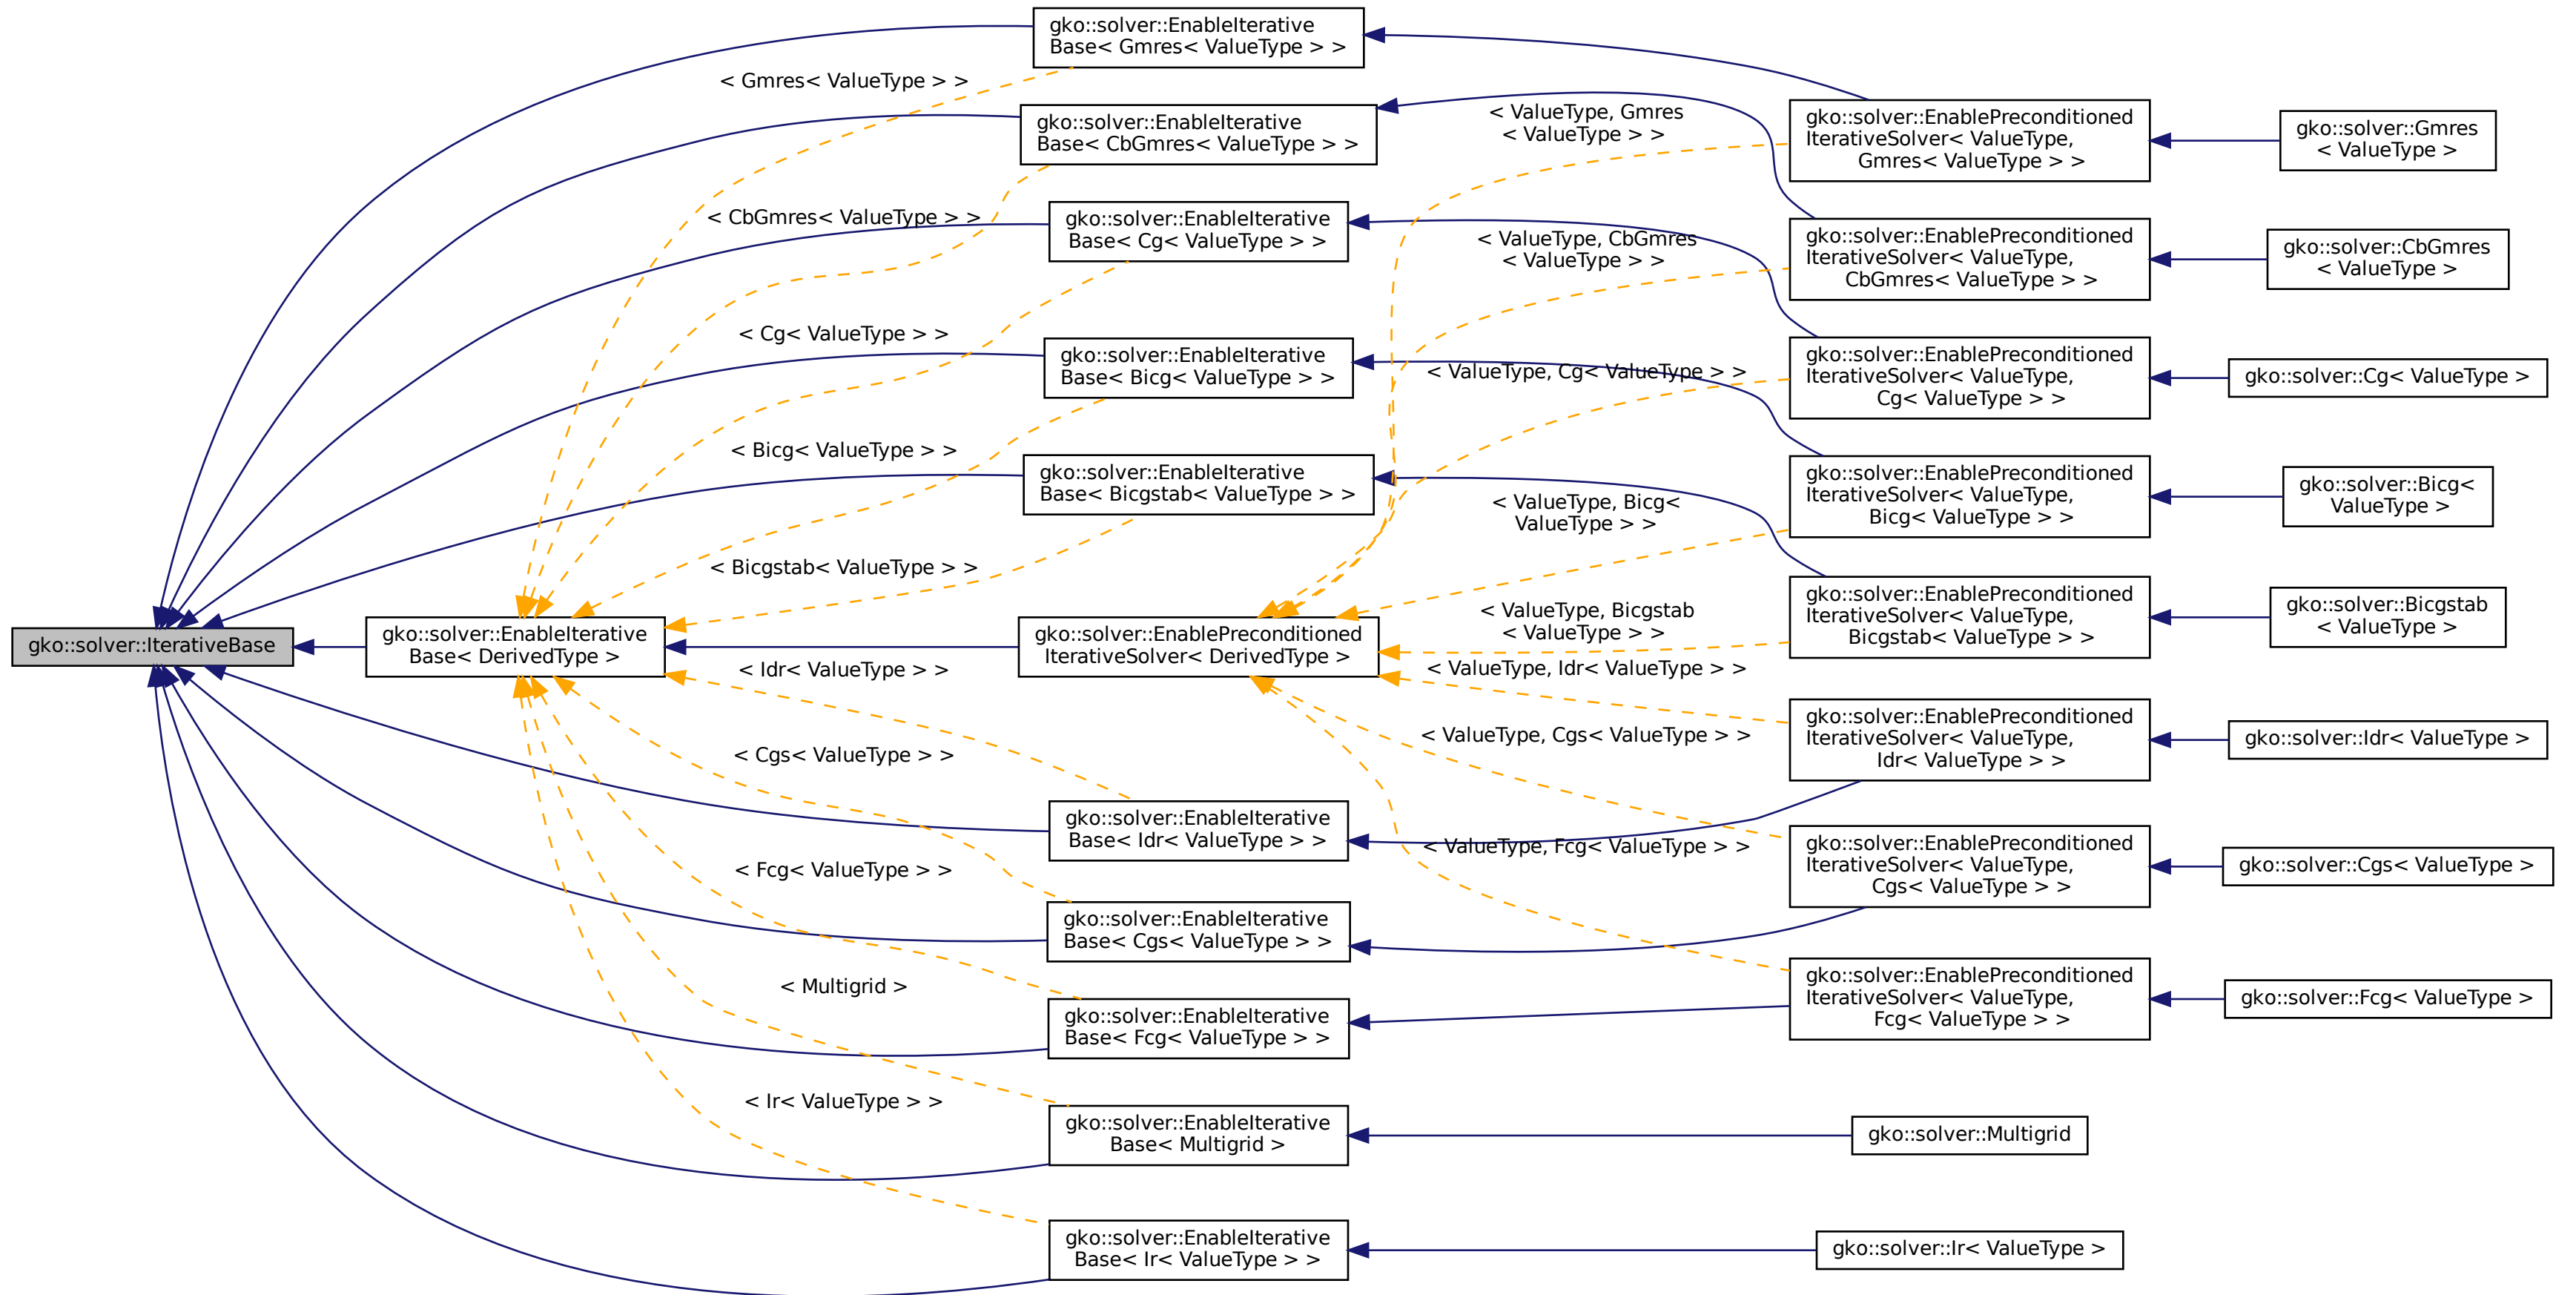 gko::solver::IterativeBase
gko::solver::EnableIterative
Base< Gmres< ValueType > >
gko::solver::EnableIterative
Base< CbGmres< ValueType > >
gko::solver::EnableIterative
Base< Cg< ValueType > >
gko::solver::EnableIterative
Base< Bicg< ValueType > >
gko::solver::EnableIterative
Base< Bicgstab< ValueType > >
gko::solver::EnableIterative
Base< DerivedType >
gko::solver::EnableIterative
Base< Idr< ValueType > >
gko::solver::EnableIterative
Base< Cgs< ValueType > >
gko::solver::EnableIterative
Base< Fcg< ValueType > >
gko::solver::EnableIterative
Base< Multigrid >
gko::solver::EnableIterative
Base< Ir< ValueType > >
< Gmres< ValueType > >
< CbGmres< ValueType > >
< Cg< ValueType > >
< Bicg< ValueType > >
< Bicgstab< ValueType > >
< Idr< ValueType > >
< Cgs< ValueType > >
< Fcg< ValueType > >
< Multigrid >
< Ir< ValueType > >
gko::solver::EnablePreconditioned
IterativeSolver< DerivedType >
< ValueType, Gmres
< ValueType > >
< ValueType, CbGmres
< ValueType > >
< ValueType, Cg< ValueType > >
< ValueType, Bicg<
ValueType > >
< ValueType, Bicgstab
< ValueType > >
< ValueType, Idr< ValueType > >
< ValueType, Cgs< ValueType > >
< ValueType, Fcg< ValueType > >
gko::solver::EnablePreconditioned
IterativeSolver< ValueType,
Gmres< ValueType > >
gko::solver::EnablePreconditioned
IterativeSolver< ValueType,
CbGmres< ValueType > >
gko::solver::EnablePreconditioned
IterativeSolver< ValueType,
Cg< ValueType > >
gko::solver::EnablePreconditioned
IterativeSolver< ValueType,
Bicg< ValueType > >
gko::solver::EnablePreconditioned
IterativeSolver< ValueType,
Bicgstab< ValueType > >
gko::solver::EnablePreconditioned
IterativeSolver< ValueType,
Idr< ValueType > >
gko::solver::EnablePreconditioned
IterativeSolver< ValueType,
Cgs< ValueType > >
gko::solver::EnablePreconditioned
IterativeSolver< ValueType,
Fcg< ValueType > >
gko::solver::Multigrid
gko::solver::Ir< ValueType >
gko::solver::Gmres
< ValueType >
gko::solver::CbGmres
< ValueType >
gko::solver::Cg< ValueType >
gko::solver::Bicg<
ValueType >
gko::solver::Bicgstab
< ValueType >
gko::solver::Idr< ValueType >
gko::solver::Cgs< ValueType >
gko::solver::Fcg< ValueType >